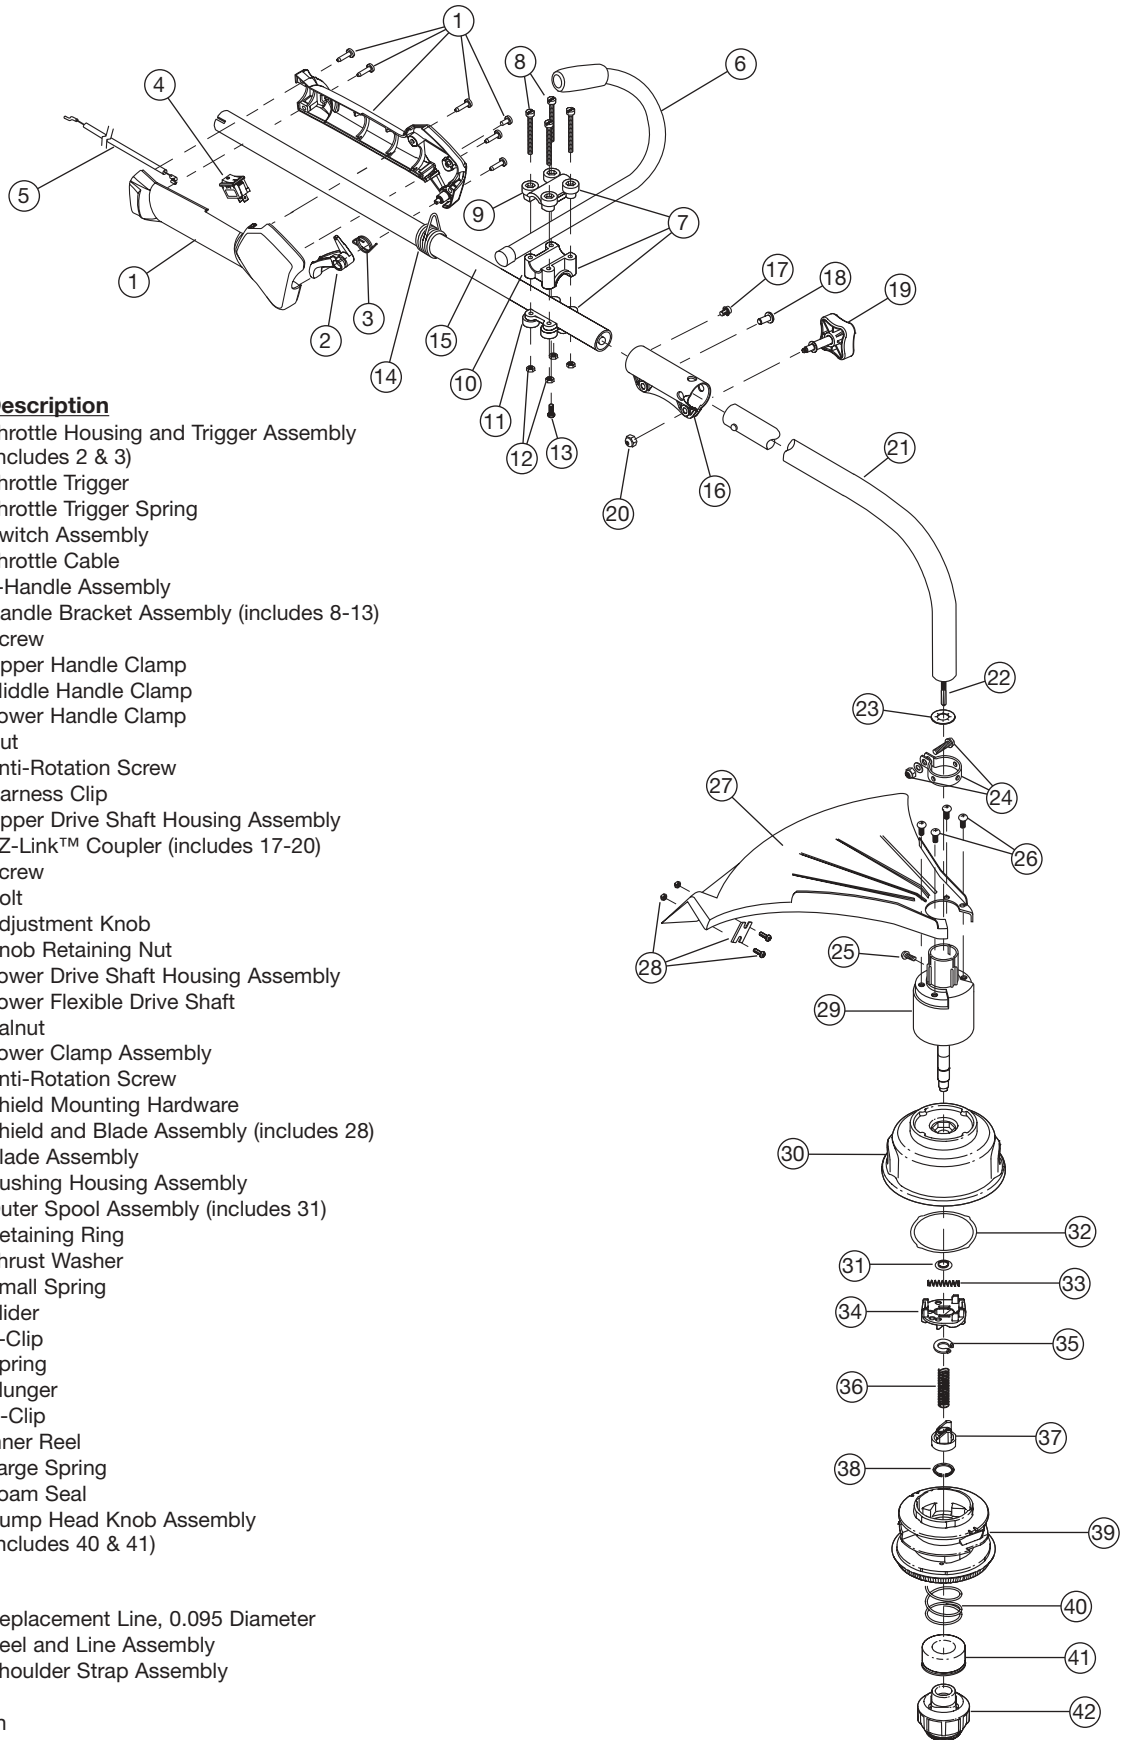 1
8
6
4
5
9
7
1
17
18
19
3
2
15
10
14
11
12
13
20
16
21
22
23
24
27
26
25
28
29
30
32
31
33
34
35
36
37
38
39
40
41
42
escription
hrottle Housing and Trigger Assembly
ncludes 2 & 3)
hrottle Trigger
hrottle Trigger Spring
witch Assembly
hrottle Cable
-Handle Assembly
andle Bracket Assembly (includes 8-13)
crew
pper Handle Clamp
iddle Handle Clamp
ower Handle Clamp
ut
nti-Rotation Screw
arness Clip
pper Drive Shaft Housing Assembly
Z-Link™ Coupler (includes 17-20)
crew
olt
djustment Knob
nob Retaining Nut
ower Drive Shaft Housing Assembly
ower Flexible Drive Shaft
alnut
ower Clamp Assembly
nti-Rotation Screw
hield Mounting Hardware
hield and Blade Assembly (includes 28)
lade Assembly
ushing Housing Assembly
uter Spool Assembly (includes 31)
etaining Ring
hrust Washer
mall Spring
lider
-Clip
pring
lunger
-Clip
nner Reel
arge Spring
oam Seal
ump Head Knob Assembly
ncludes 40 & 41)
eplacement Line, 0.095 Diameter
eel and Line Assembly
houlder Strap Assembly